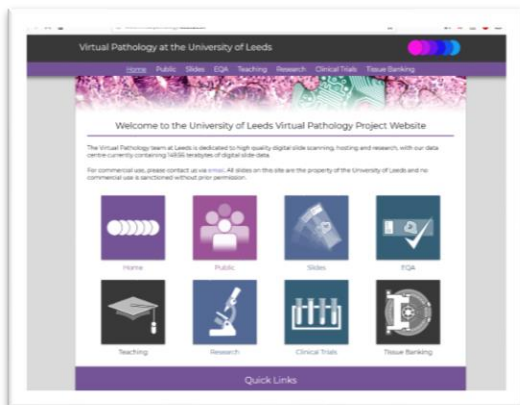 Virtual Pathology at the University of Leeds
Home Public Slides EQA Teaching Research Clinical Trials Tissue Banking
Welcome to the University of Leeds Virtual Pathology Project Website
The Virtual Pathology team at Leeds is dedicated to high quality digital slide scanning, hosting and research, with our data
centre currently containing terabytes of digital slide data.
For commercial use, please contact us via email. All slides on this site are the property of the University of Leeds and no
commercial use is sanctioned without prior permission.
Home Public Slides EQA
Teaching Research Clinical Trials Tissue Banking
Quick Links